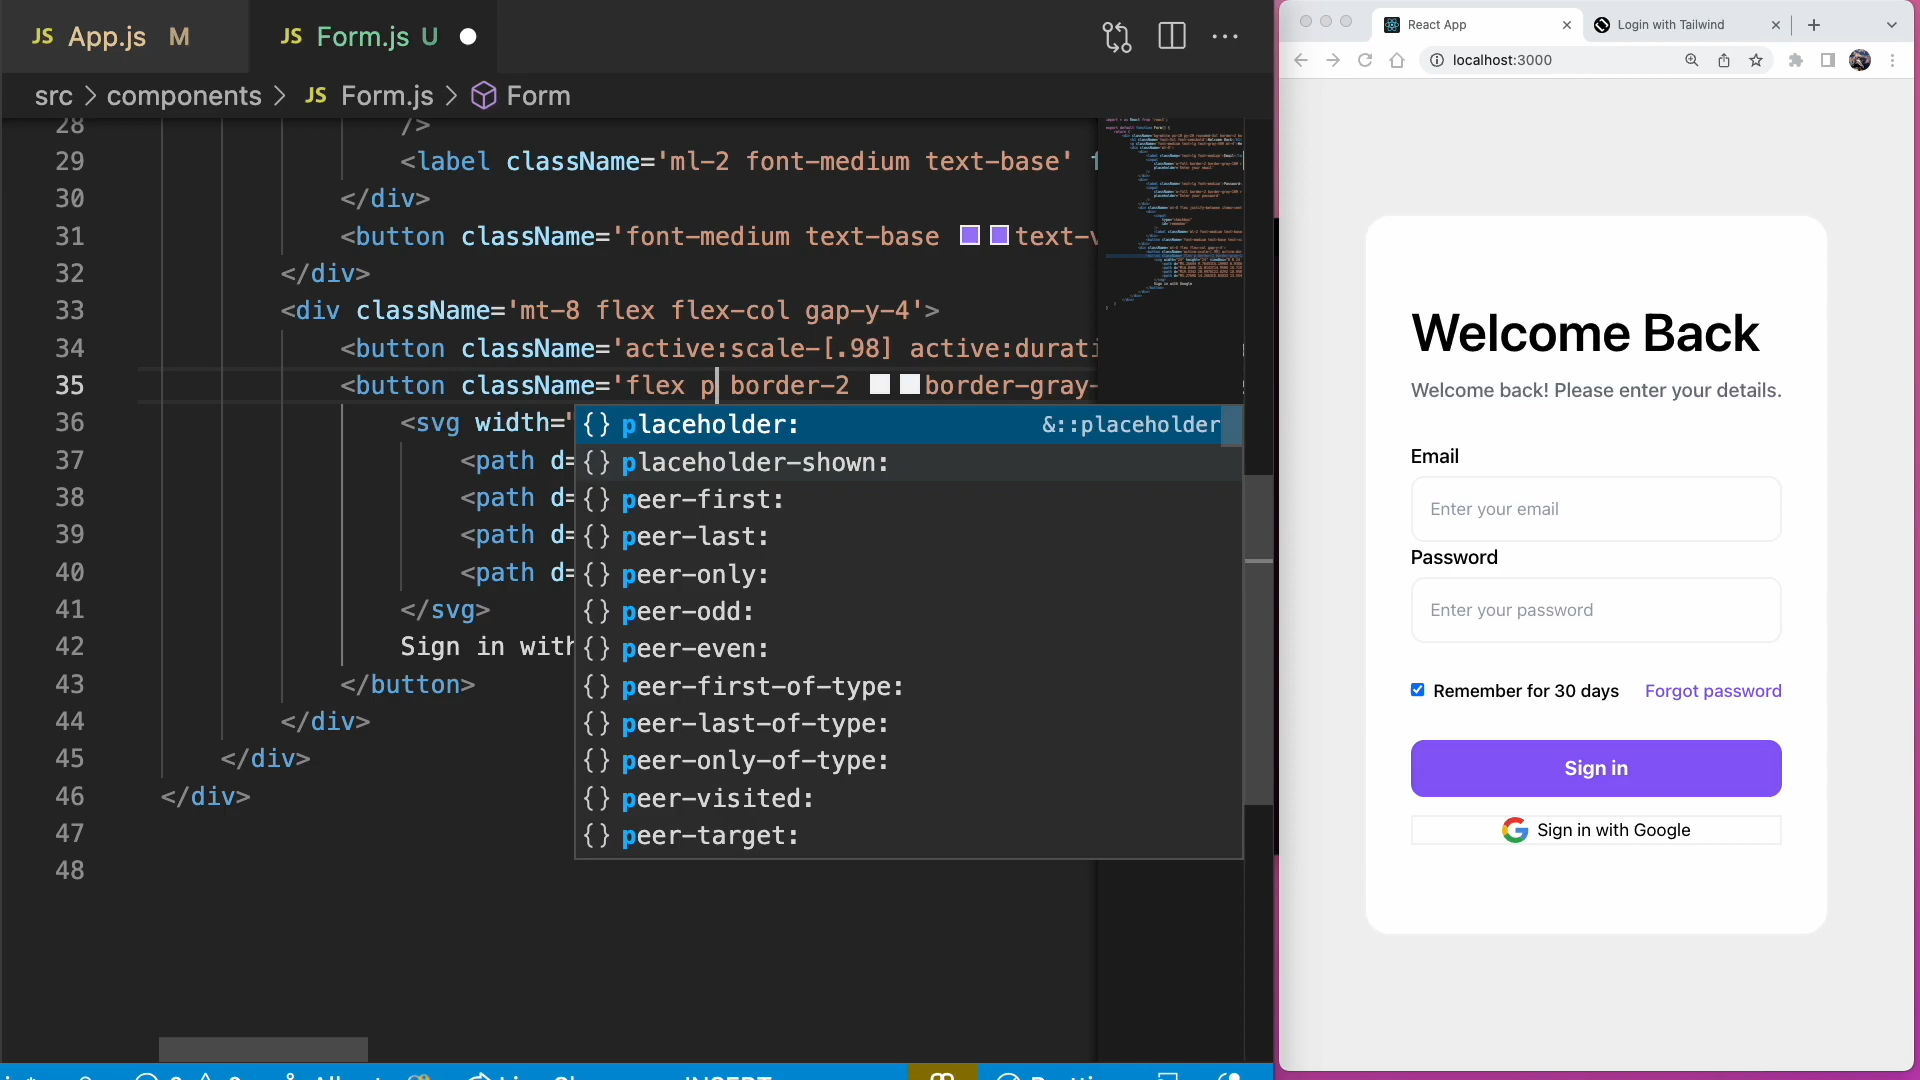 JS App.js M JS Form.js U
src > components > JS Form.js > Form
28 />
29 <label className='ml-2 font-medium text-base' f
30 </div>
31 <button className='font-medium text-base text-v
32 </div>
33 <div className='mt-8 flex flex-col gap-y-4'>
34 <button className='active:scale-[.98] active:durati
35 <button className='flex p border-2 border-gray-
36 <svg width="
37 <path d=
38 <path d=
39 <path d=
40 <path d=
41 </svg>
42 Sign in with
43 </button>
44 </div>
45 </div>
46 </div>
47
48
placeholder: &::placeholder
placeholder-shown:
peer-first:
peer-last:
peer-only:
peer-odd:
peer-even:
peer-first-of-type:
peer-last-of-type:
peer-only-of-type:
peer-visited:
peer-target:
React App Login with Tailwind
localhost:3000
Welcome Back
Welcome back! Please enter your details.
Email
Enter your email
Password
Enter your password
Remember for 30 days Forgot password
Sign in
Sign in with Google